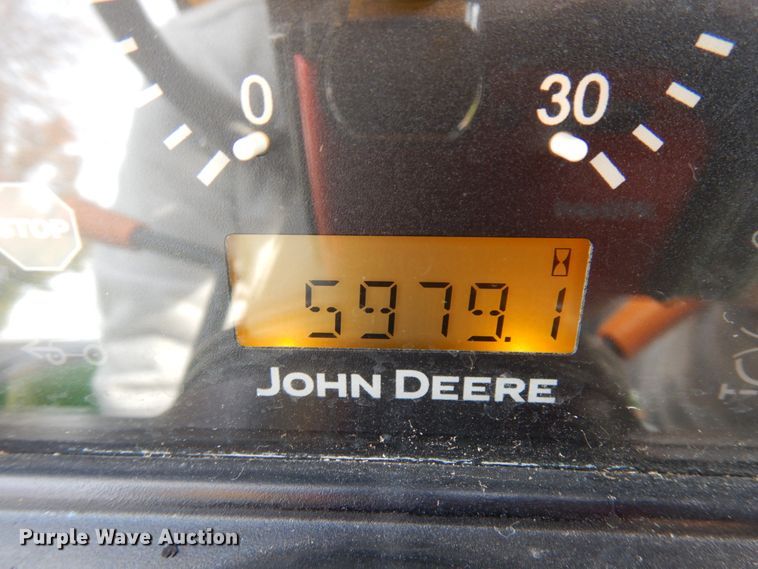 0 30
STOP
5979.1
JOHN DEERE
Purple Wave Auction